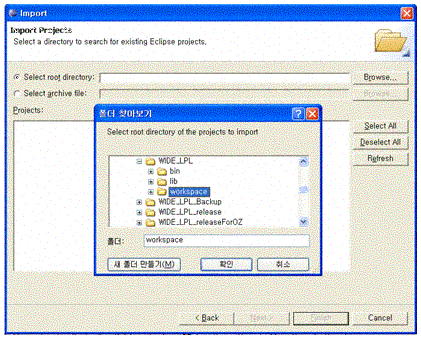 Import
Import Projects
Select a directory to search for existing Eclipse projects.
Select root directory:
Browse...
Select archive file:
Browse...
Projects:
Select All
Deselect All
Refresh
폴더 찾아보기
Select root directory of the projects to import
WIDE_LPL
bin
lib
workspace
WIDE_LPL_Backup
WIDE_LPL_release
WIDE_LPL_releaseForOZ
폴더:
workspace
새 폴더 만들기(M)
확인
취소
< Back
Next >
Finish
Cancel